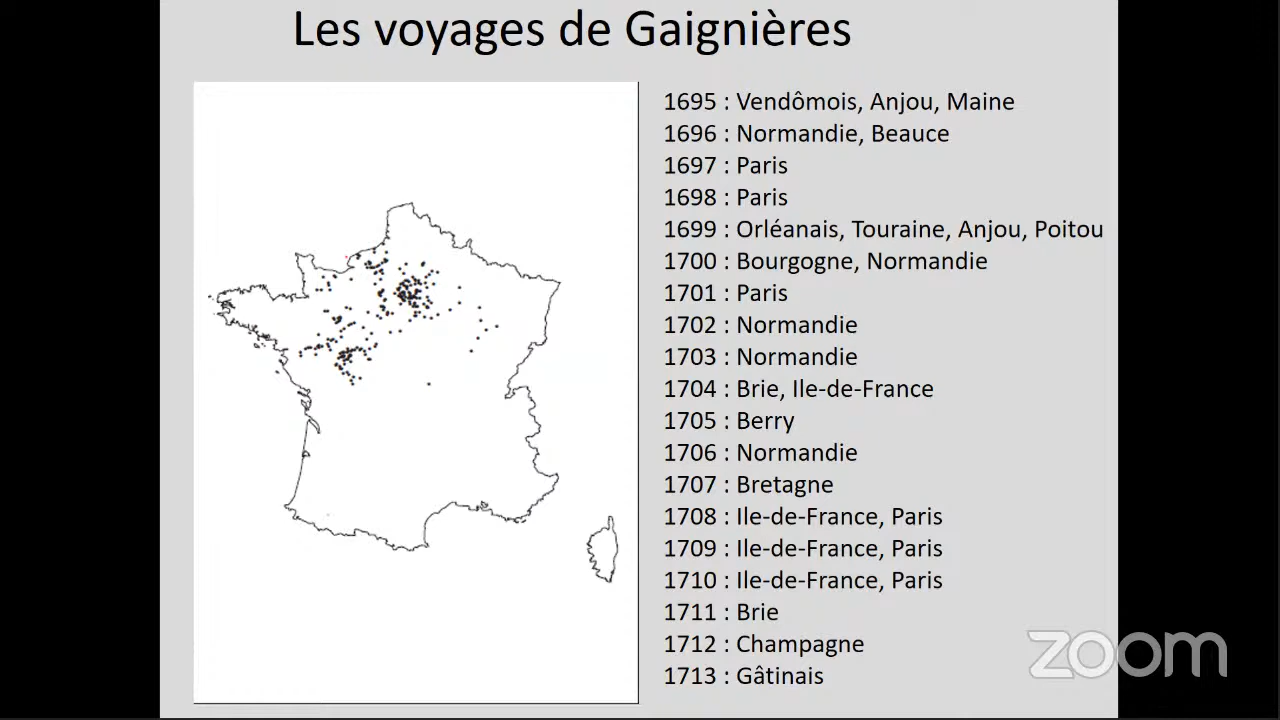 Les voyages de Gaignières
1695 : Vendômois, Anjou, Maine
1696 : Normandie, Beauce
1697 : Paris
1698 : Paris
1699 : Orléanais, Touraine, Anjou, Poitou
1700 : Bourgogne, Normandie
1701 : Paris
1702 : Normandie
1703 : Normandie
1704 : Brie, Ile-de-France
1705 : Berry
1706 : Normandie
1707 : Bretagne
1708 : Ile-de-France, Paris
1709 : Ile-de-France, Paris
1710 : Ile-de-France, Paris
1711 : Brie
1712 : Champagne
1713 : Gâtinais
zoom